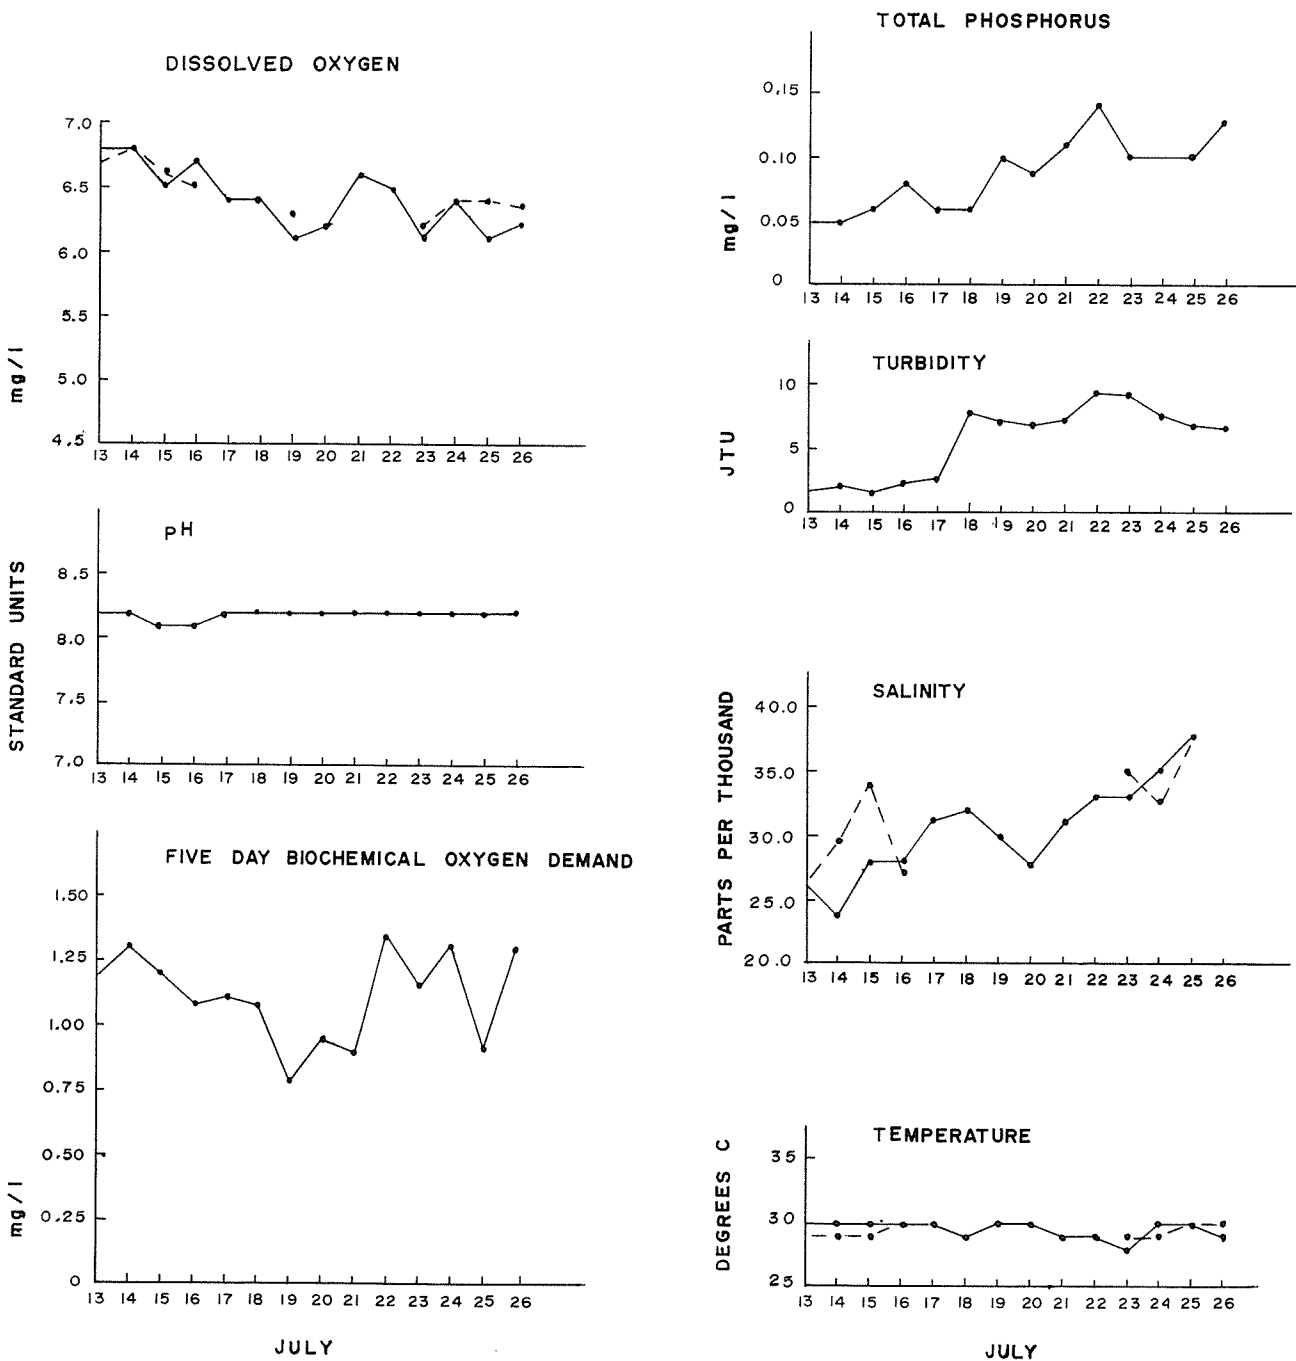 DISSOLVED OXYGEN
mg/l
7.0
6.5
6.0
5.5
5.0
4.5
13 14 15 16 17 18 19 20 21 22 23 24 25 26
pH
STANDARD UNITS
8.5
8.0
7.5
7.0
13 14 15 16 17 18 19 20 21 22 23 24 25 26
FIVE DAY BIOCHEMICAL OXYGEN DEMAND
mg/l
1.50
1.25
1.00
0.75
0.50
0.25
0
13 14 15 16 17 18 19 20 21 22 23 24 25 26
JULY
TOTAL PHOSPHORUS
mg/l
0.15
0.10
0.05
0
13 14 15 16 17 18 19 20 21 22 23 24 25 26
TURBIDITY
JTU
10
5
0
13 14 15 16 17 18 19 20 21 22 23 24 25 26
SALINITY
PARTS PER THOUSAND
40.0
35.0
30.0
25.0
20.0
13 14 15 16 17 18 19 20 21 22 23 24 25 26
TEMPERATURE
DEGREES C
35
30
25
13 14 15 16 17 18 19 20 21 22 23 24 25 26
JULY